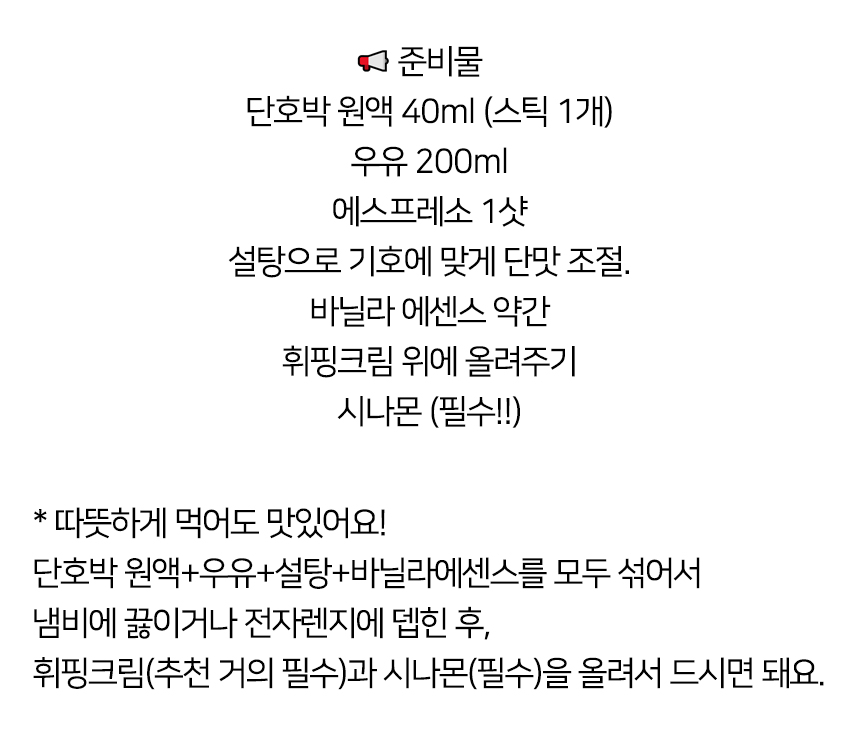 📢 준비물
단호박 원액 40ml (스틱 1개)
우유 200ml
에스프레소 1샷
설탕으로 기호에 맞게 단맛 조절.
바닐라 에센스 약간
휘핑크림 위에 올려주기
시나몬 (필수!!)
* 따뜻하게 먹어도 맛있어요!
단호박 원액+우유+설탕+바닐라에센스를 모두 섞어서
냄비에 끓이거나 전자렌지에 뎁힌 후,
휘핑크림(추천 거의 필수)과 시나몬(필수)을 올려서 드시면 돼요.